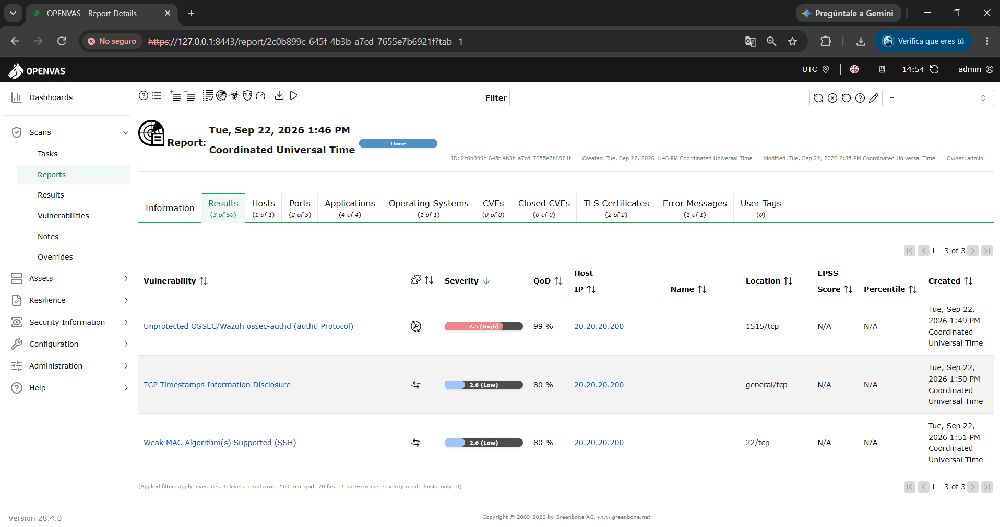 OPENVAS - Report Details
Pregúntale a Gemini
No seguro
https://127.0.0.1:8443/report/2c0b899c-645f-4b3b-a7cd-7655e7b6921f?tab=1
Verifica que eres tú
OPENVAS
UTC
14:54
admin
Dashboards
Scans
Tasks
Reports
Results
Vulnerabilities
Notes
Overrides
Assets
Resilience
Security Information
Configuration
Administration
Help
Version 28.4.0
TLS
Filter
--
Report:
Tue, Sep 22, 2026 1:46 PM
Coordinated Universal Time
Done
ID: 2c0b899c-645f-4b3b-a7cd-7655e7b6921f Created: Tue, Sep 22, 2026 1:46 PM Coordinated Universal Time Modified: Tue, Sep 22, 2026 2:35 PM Coordinated Universal Time Owner: admin
Information
Results
(3 of 50)
Hosts
(1 of 1)
Ports
(2 of 3)
Applications
(4 of 4)
Operating Systems
(1 of 1)
CVEs
(0 of 0)
Closed CVEs
(0 of 0)
TLS Certificates
(2 of 2)
Error Messages
(1 of 1)
User Tags
(0)
1 - 3 of 3
Vulnerability
Severity
QoD
Host
IP
Name
Location
EPSS
Score
Percentile
Created
Unprotected OSSEC/Wazuh ossec-authd (authd Protocol)
7.5 (High)
99 %
20.20.20.200
1515/tcp
N/A
N/A
Tue, Sep 22,
2026 1:49 PM
Coordinated
Universal Time
TCP Timestamps Information Disclosure
2.6 (Low)
80 %
20.20.20.200
general/tcp
N/A
N/A
Tue, Sep 22,
2026 1:50 PM
Coordinated
Universal Time
Weak MAC Algorithm(s) Supported (SSH)
2.6 (Low)
80 %
20.20.20.200
22/tcp
N/A
N/A
Tue, Sep 22,
2026 1:51 PM
Coordinated
Universal Time
(Applied filter: apply_overrides=0 levels=chml rows=100 min_qod=70 first=1 sort-reverse=severity result_hosts_only=0)
1 - 3 of 3
Copyright © 2009-2026 by Greenbone AG, www.greenbone.net